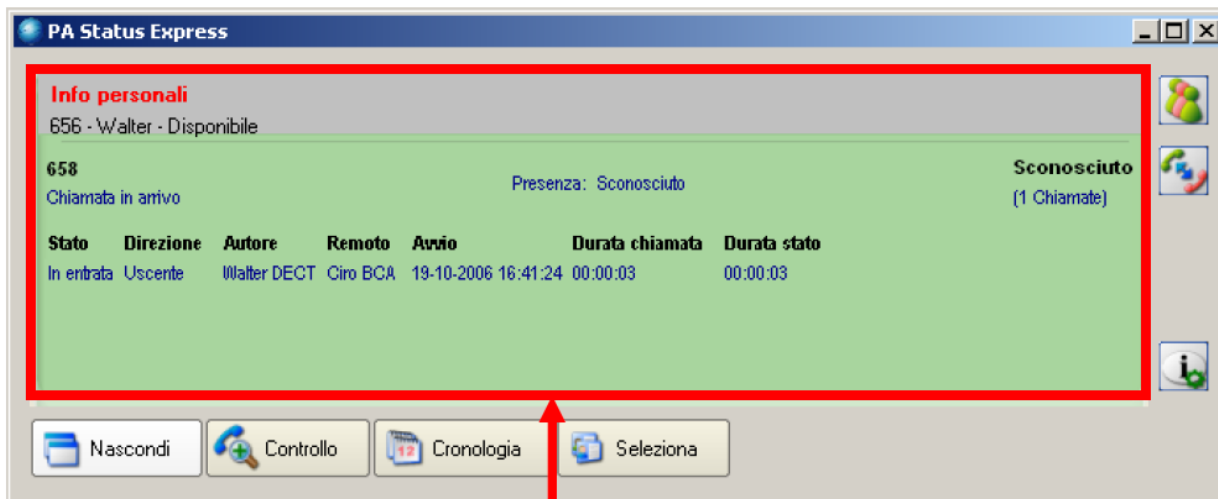 PA Status Express
Info personali
656 - Walter - Disponibile
658
Sconosciuto
Chiamata in arrivo
Presenza: Sconosciuto
(1 Chiamate)
Stato Direzione Autore Remoto Avvio Durata chiamata Durata stato
In entrata Uscente Walter DECT Ciro BCA 19-10-2006 16:41:24 00:00:03 00:00:03
Nascondi Controllo 12 Cronologia Seleziona